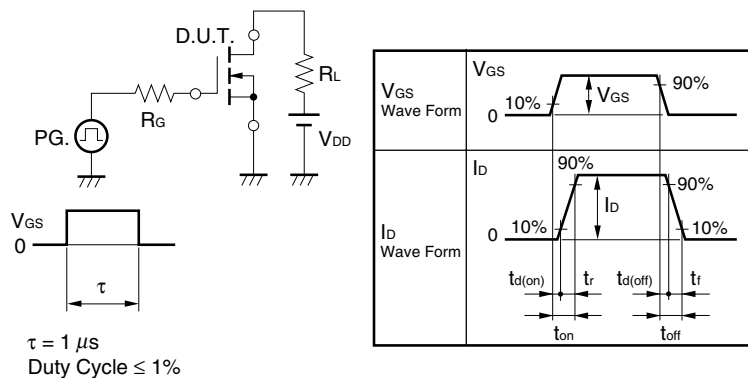 D.U.T.
RL
RG
PG.
VDD
VGS
0
τ
τ = 1 μs
Duty Cycle ≤ 1%
VGS
Wave Form
VGS
10%
VGS
90%
0
ID
Wave Form
ID
90%
90%
ID
10%
10%
0
td(on)
tr
td(off)
tf
ton
toff